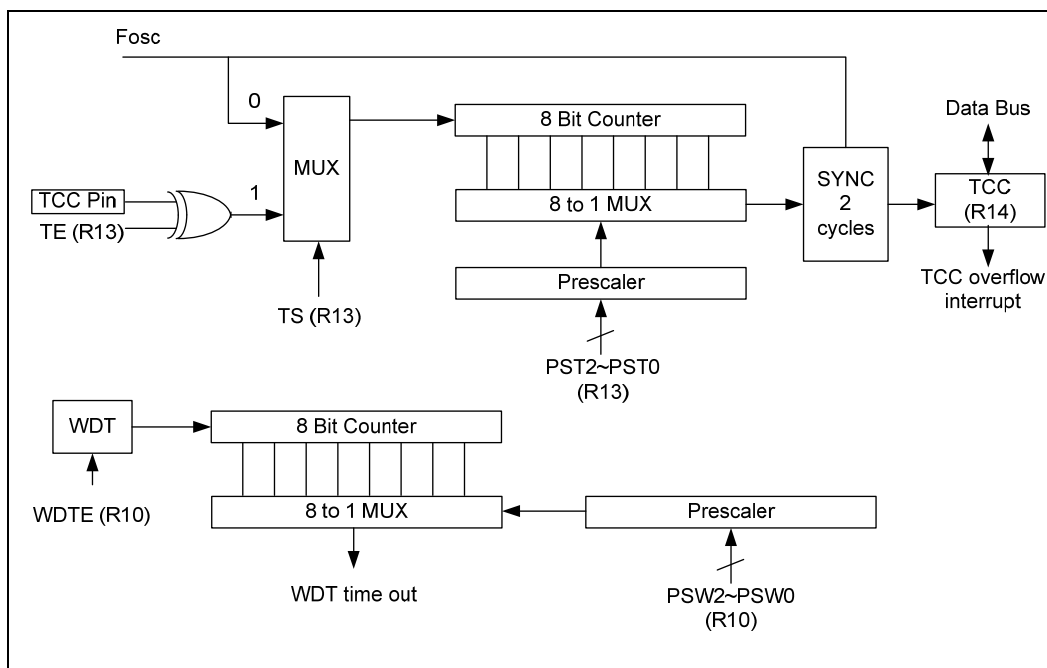 Fosc
0
MUX
1
TCC Pin
TE (R13)
TS (R13)
8 Bit Counter
8 to 1 MUX
Prescaler
PST2~PST0
(R13)
SYNC
2
cycles
Data Bus
TCC
(R14)
TCC overflow
interrupt
WDT
WDTE (R10)
8 Bit Counter
8 to 1 MUX
WDT time out
Prescaler
PSW2~PSW0
(R10)